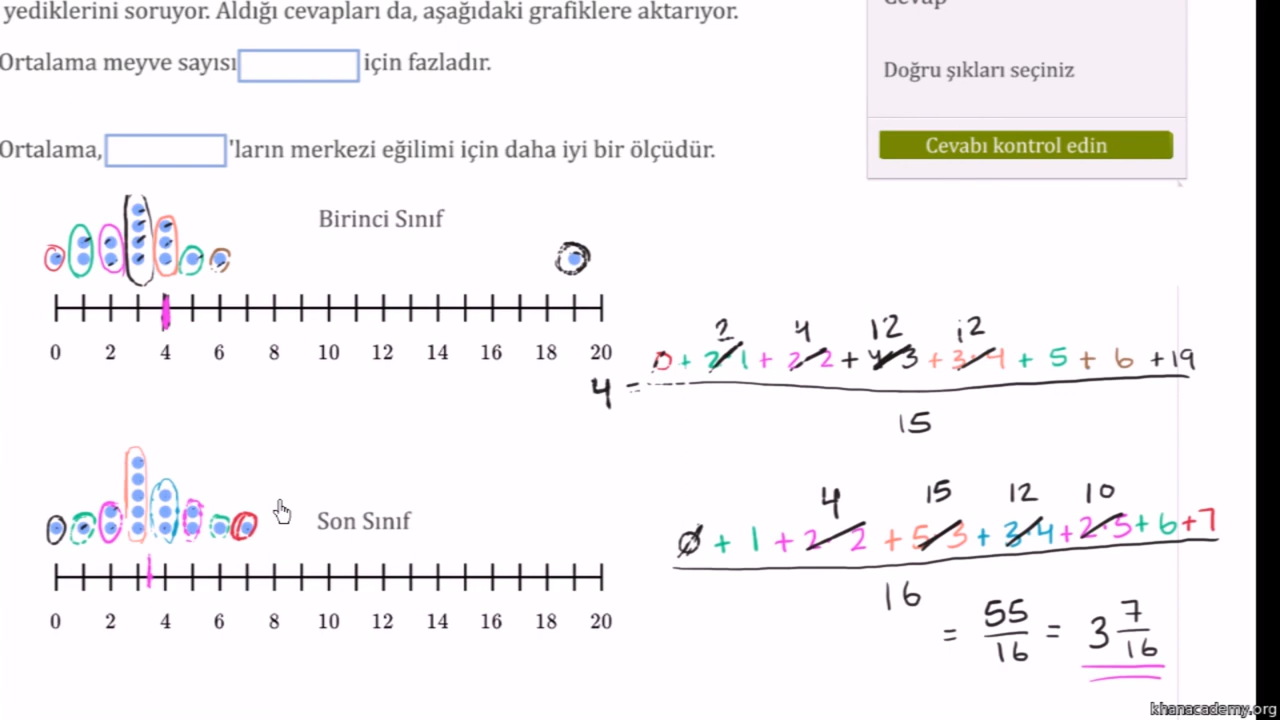 yediklerini soruyor. Aldığı cevapları da, aşağıdaki grafiklere aktarıyor.
Cevap
Ortalama meyve sayısı için fazladır.
Doğru şıkları seçiniz
Ortalama, 'ların merkezi eğilimi için daha iyi bir ölçüdür.
Cevabı kontrol edin
Birinci Sınıf
0 2 4 6 8 10 12 14 16 18 20
2 4 12 12
4 = 0 + 2·1 + 2·2 + 4·3 + 3·4 + 5 + 6 + 19
15
Son Sınıf
0 2 4 6 8 10 12 14 16 18 20
4 15 12 10
0 + 1 + 2·2 + 5·3 + 3·4 + 2·5 + 6 + 7
16
= 55/16 = 3 7/16
khanacademy.org